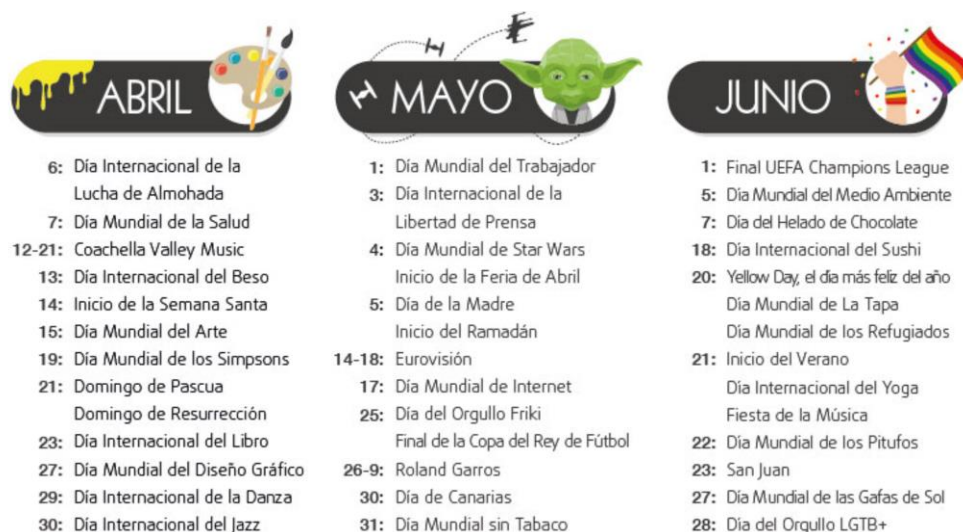 ABRIL
6: Día Internacional de la
Lucha de Almohada
7: Día Mundial de la Salud
12-21: Coachella Valley Music
13: Día Internacional del Beso
14: Inicio de la Semana Santa
15: Día Mundial del Arte
19: Día Mundial de los Simpsons
21: Domingo de Pascua
Domingo de Resurrección
23: Día Internacional del Libro
27: Día Mundial del Diseño Gráfico
29: Día Internacional de la Danza
30: Día Internacional del Jazz
MAYO
1: Día Mundial del Trabajador
3: Día Internacional de la
Libertad de Prensa
4: Día Mundial de Star Wars
Inicio de la Feria de Abril
5: Día de la Madre
Inicio del Ramadán
14-18: Eurovisión
17: Día Mundial de Internet
25: Día del Orgullo Friki
Final de la Copa del Rey de Fútbol
26-9: Roland Garros
30: Día de Canarias
31: Día Mundial sin Tabaco
JUNIO
1: Final UEFA Champions League
5: Día Mundial del Medio Ambiente
7: Día del Helado de Chocolate
18: Día Internacional del Sushi
20: Yellow Day, el día más feliz del año
Día Mundial de La Tapa
Día Mundial de los Refugiados
21: Inicio del Verano
Día Internacional del Yoga
Fiesta de la Música
22: Día Mundial de los Pitufos
23: San Juan
27: Día Mundial de las Gafas de Sol
28: Día del Orgullo LGTB+